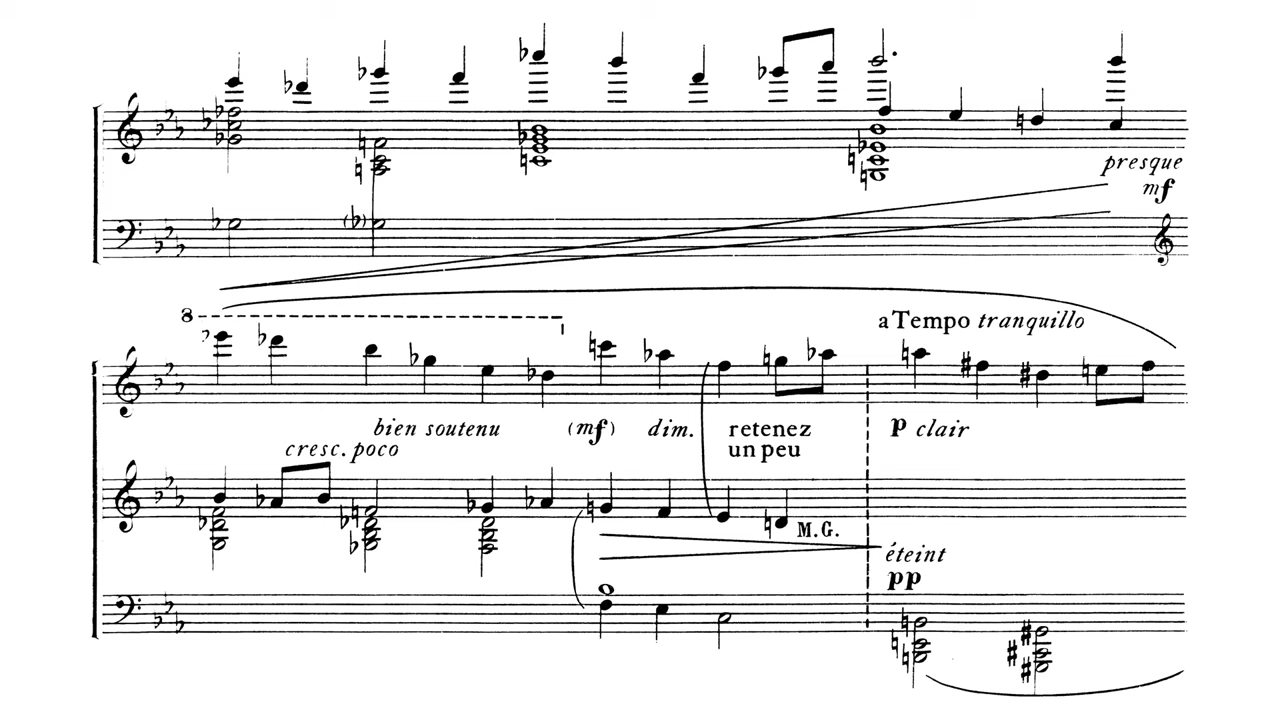 presque
mf
8
a Tempo tranquillo
bien soutenu (mf) dim. retenez p clair
cresc. poco un peu
M.G.
éteint
pp